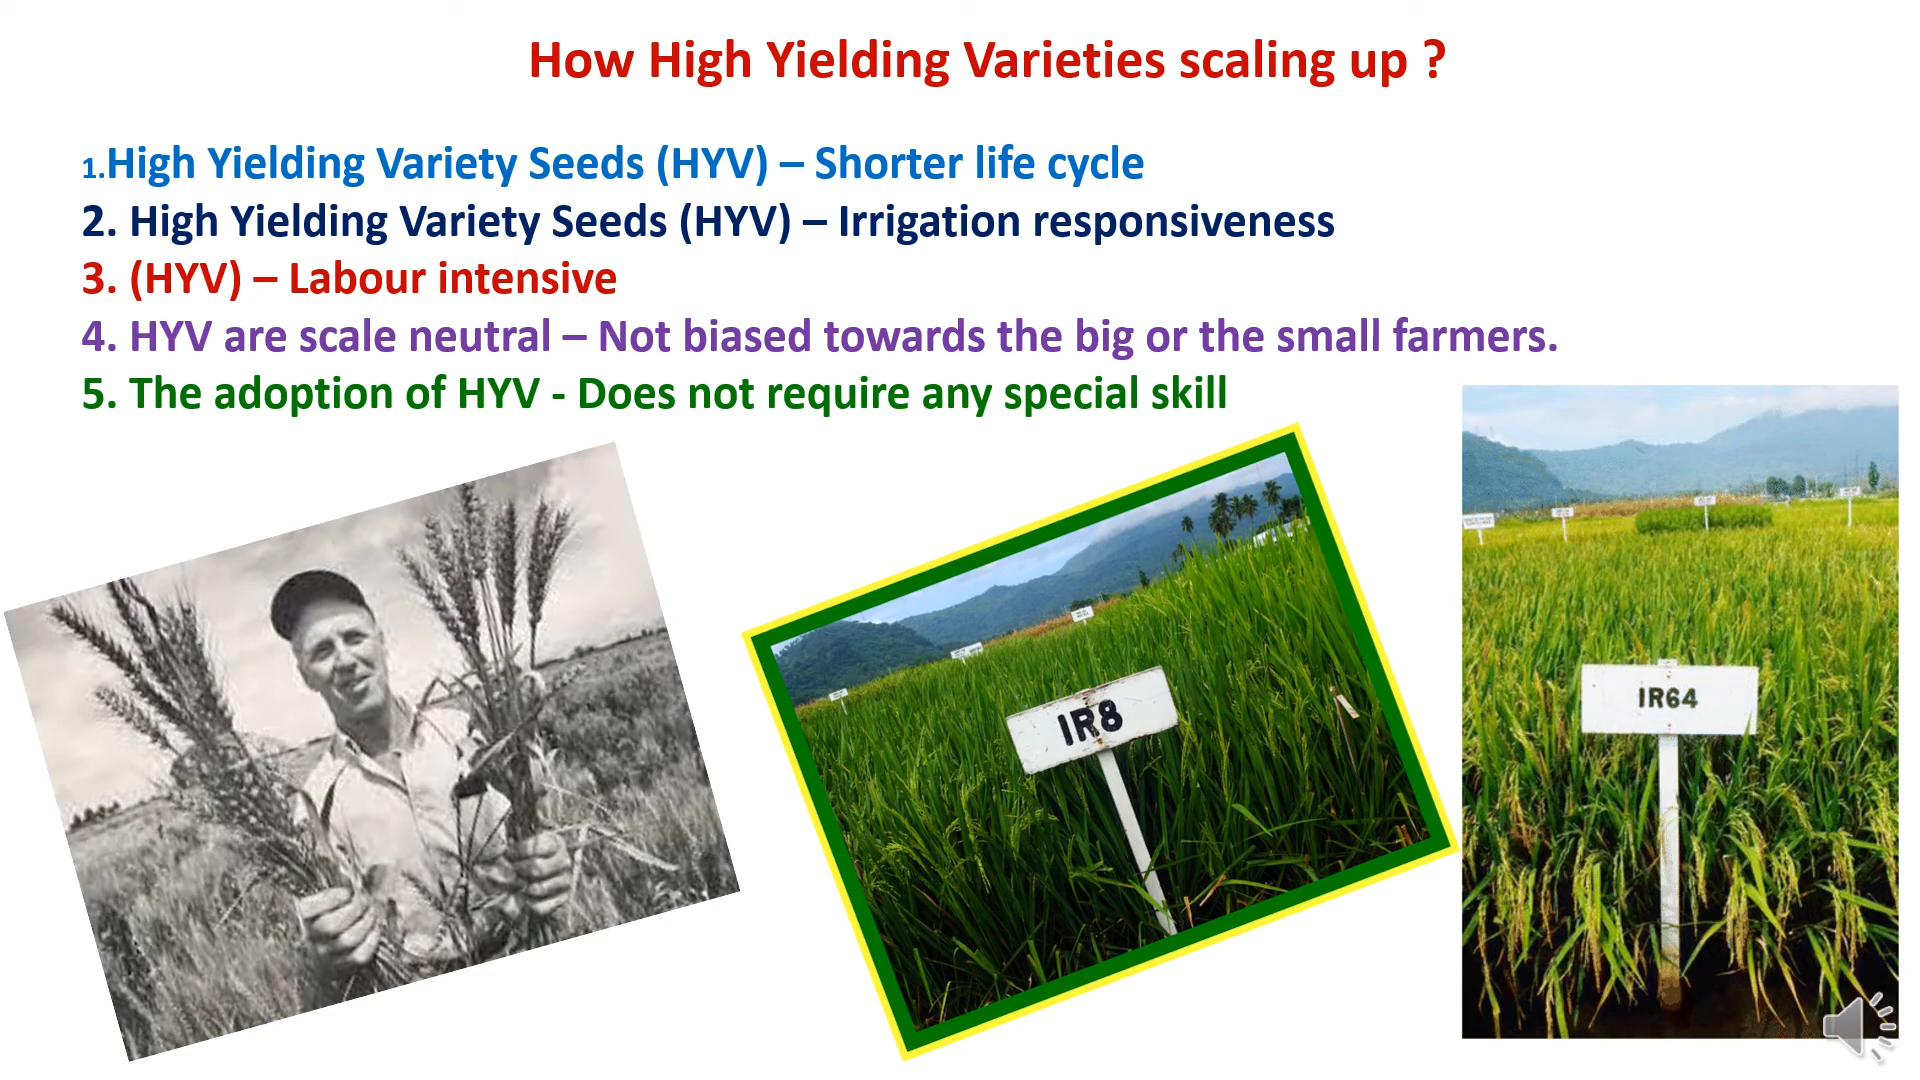 How High Yielding Varieties scaling up ?
1.High Yielding Variety Seeds (HYV) – Shorter life cycle
2. High Yielding Variety Seeds (HYV) – Irrigation responsiveness
3. (HYV) – Labour intensive
4. HYV are scale neutral – Not biased towards the big or the small farmers.
5. The adoption of HYV - Does not require any special skill
IR8
IR64